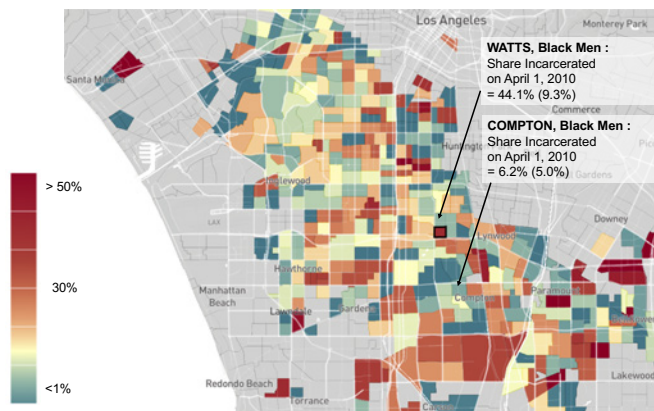 Los Angeles
Monterey Park
WATTS, Black Men :
Share Incarcerated
on April 1, 2010
= 44.1% (9.3%)
Santa Monica
Commerce
COMPTON, Black Men :
Share Incarcerated
on April 1, 2010
= 6.2% (5.0%)
Huntington
Gardens
> 50%
Inglewood
Downey
LAX
Lynwood
30%
Hawthorne
Manhattan
Beach
Compton
Paramount
Lawndale
Gardena
<1%
Redondo Beach
Lakewood
Torrance